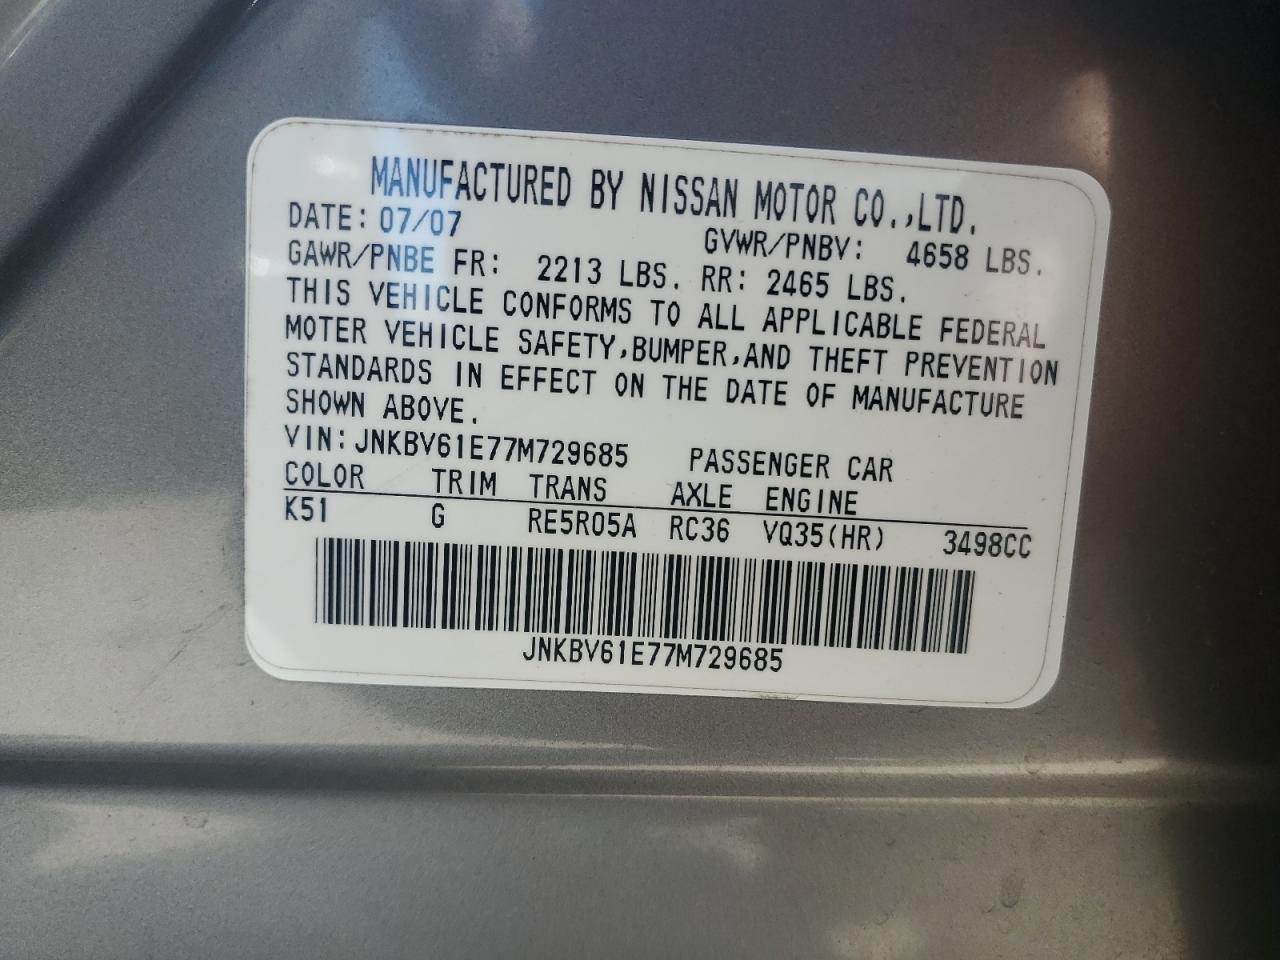 MANUFACTURED BY NISSAN MOTOR CO.,LTD.
DATE: 07/07 GVWR/PNBV: 4658 LBS.
GAWR/PNBE FR: 2213 LBS. RR: 2465 LBS.
THIS VEHICLE CONFORMS TO ALL APPLICABLE FEDERAL
MOTER VEHICLE SAFETY,BUMPER,AND THEFT PREVENTION
STANDARDS IN EFFECT ON THE DATE OF MANUFACTURE
SHOWN ABOVE.
VIN: JNKBV61E77M729685 PASSENGER CAR
COLOR TRIM TRANS AXLE ENGINE
K51 G RE5R05A RC36 VQ35(HR) 3498CC
JNKBV61E77M729685